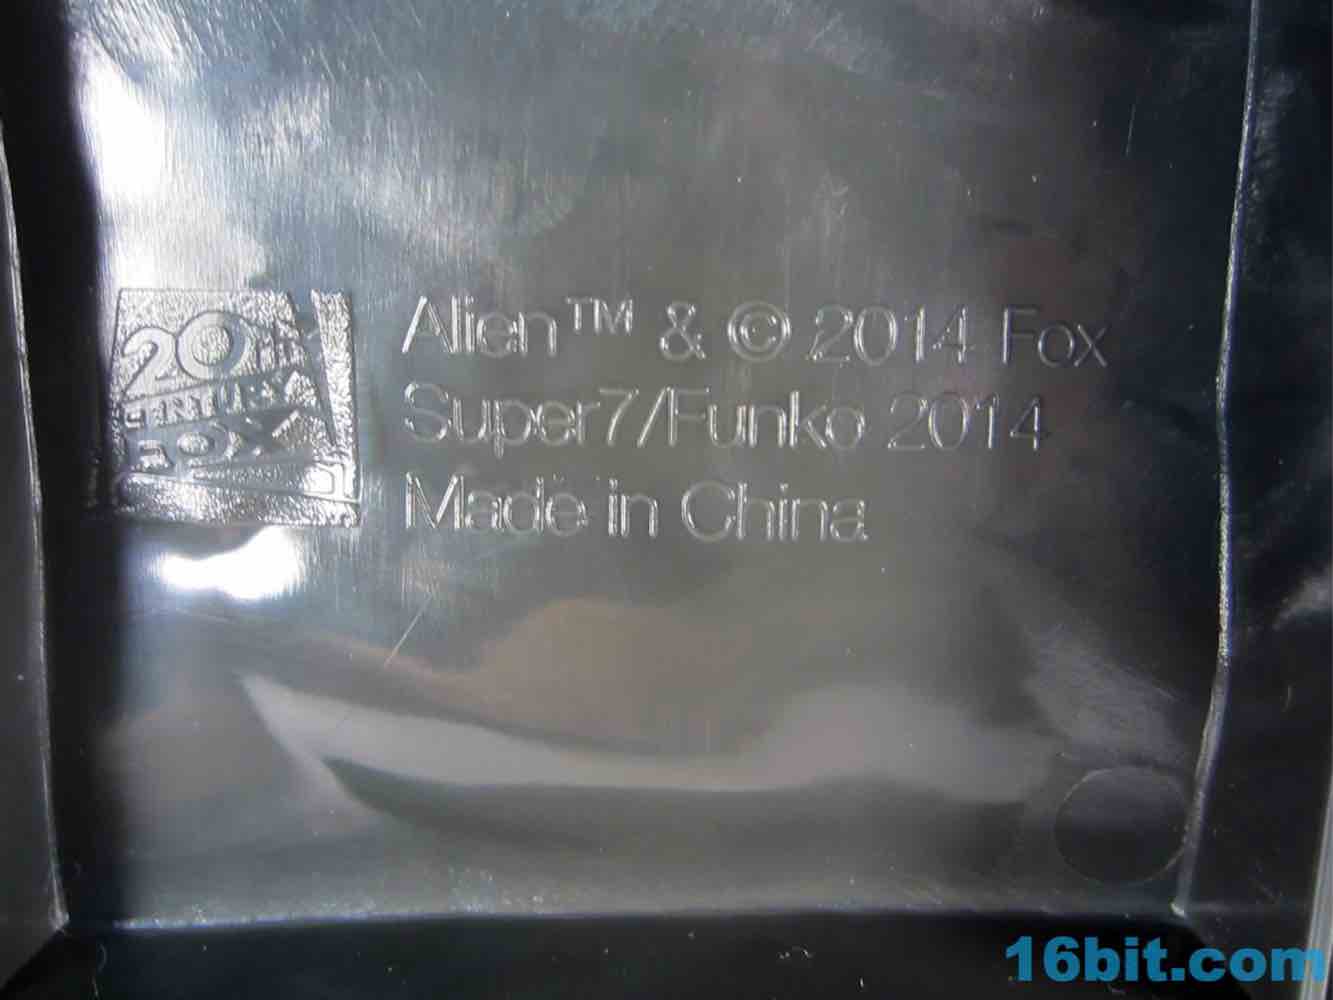 20th
CENTURY
FOX
Alien™ & © 2014 Fox
Super7/Funko 2014
Made in China
16bit.com